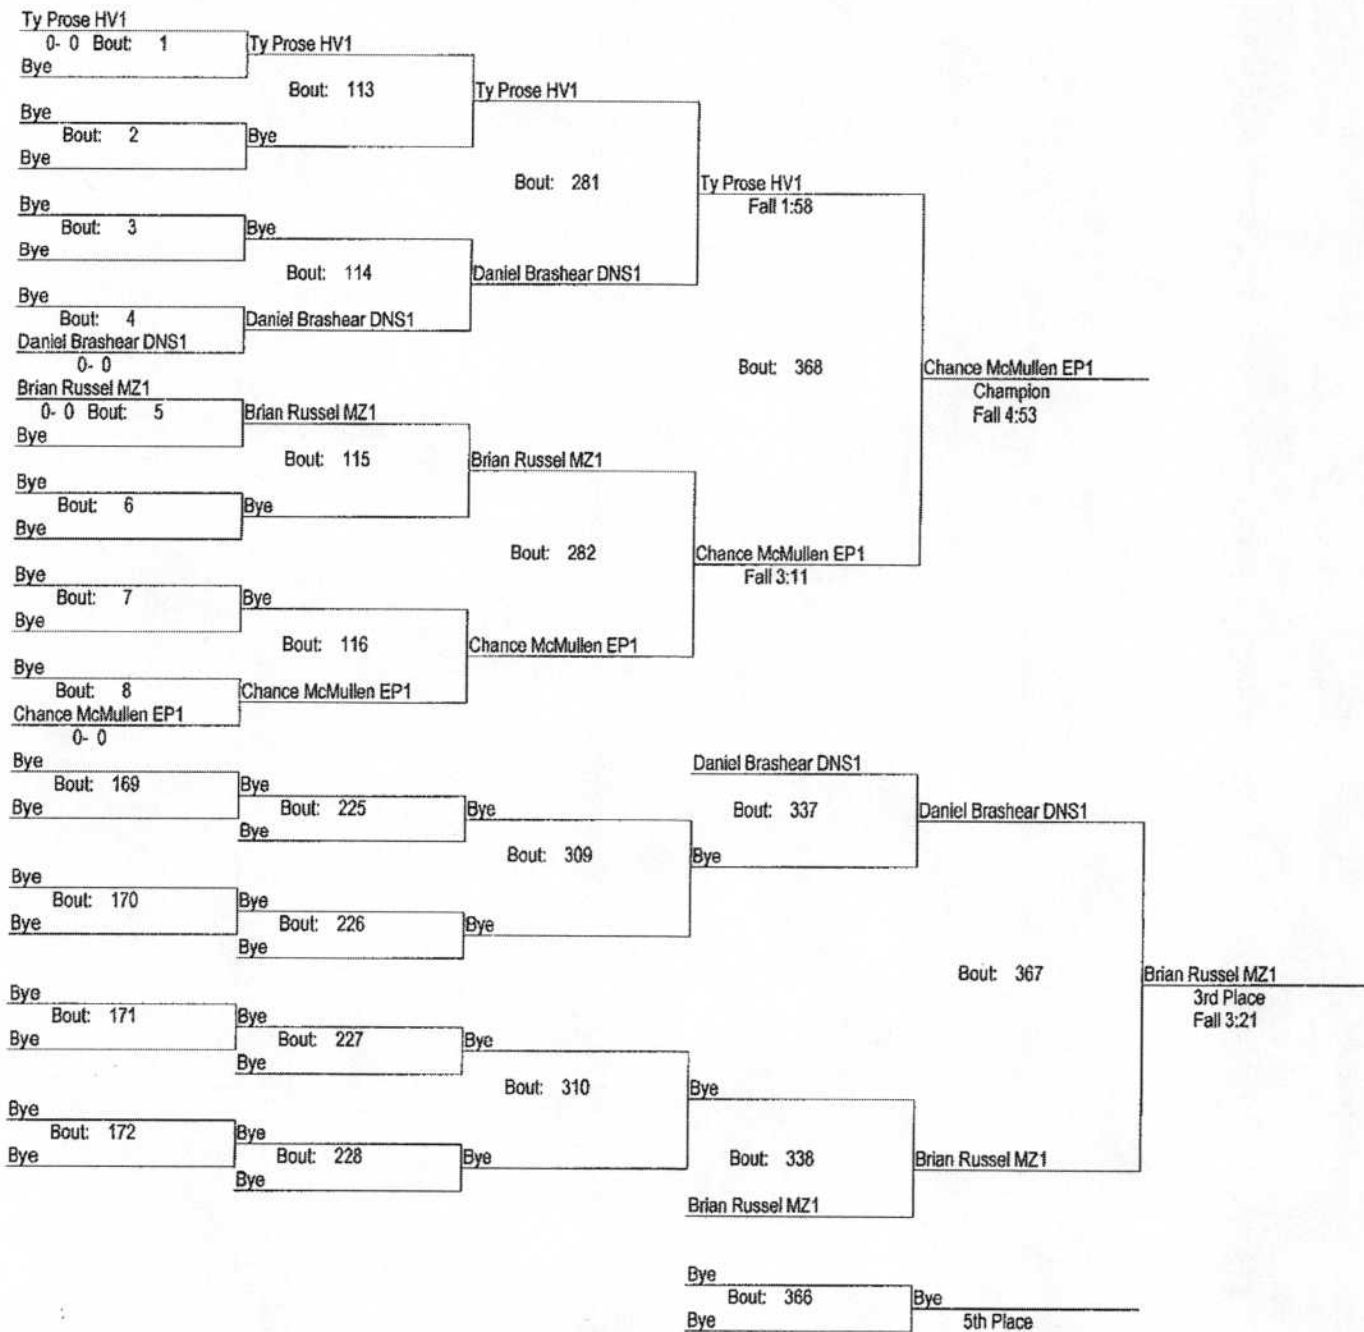 Ty Prose HV1
0- 0 Bout: 1
Bye
Ty Prose HV1
Bout: 113
Ty Prose HV1
Bye
Bout: 2
Bye
Bye
Bout: 281
Ty Prose HV1
Fall 1:58
Bye
Bout: 3
Bye
Bye
Bout: 114
Daniel Brashear DNS1
Bye
Bout: 4
Daniel Brashear DNS1
Daniel Brashear DNS1
0- 0
Bout: 368
Chance McMullen EP1
Champion
Fall 4:53
Brian Russel MZ1
0- 0 Bout: 5
Bye
Brian Russel MZ1
Bout: 115
Brian Russel MZ1
Bye
Bout: 6
Bye
Bye
Bout: 282
Chance McMullen EP1
Fall 3:11
Bye
Bout: 7
Bye
Bye
Bout: 116
Chance McMullen EP1
Bye
Bout: 8
Chance McMullen EP1
Chance McMullen EP1
0- 0
Bye
Bout: 169
Bye
Bye
Bout: 225
Bye
Bye
Daniel Brashear DNS1
Bout: 337
Daniel Brashear DNS1
Bout: 309
Bye
Bye
Bout: 170
Bye
Bye
Bout: 226
Bye
Bye
Bout: 367
Brian Russel MZ1
3rd Place
Fall 3:21
Bye
Bout: 171
Bye
Bye
Bout: 227
Bye
Bye
Bout: 310
Bye
Bye
Bout: 172
Bye
Bye
Bout: 228
Bye
Bye
Bout: 338
Brian Russel MZ1
Brian Russel MZ1
Bye
Bout: 366
Bye
Bye
5th Place